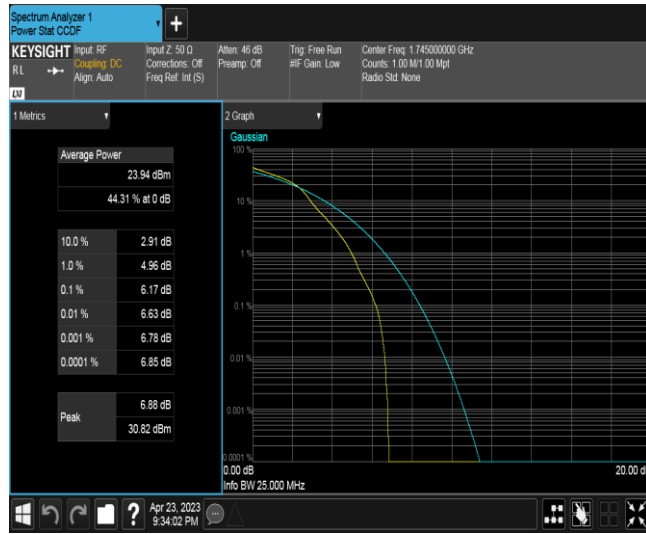 Spectrum Analyzer 1
Power Stat CCDF
+
KEYSIGHT
RL
LXI
Input: RF
Coupling: DC
Align: Auto
Input Z: 50 Ω
Corrections: Off
Freq Ref: Int (S)
Atten: 46 dB
Preamp: Off
Trig: Free Run
#IF Gain: Low
Center Freq: 1.745000000 GHz
Counts: 1.00 M/1.00 Mpt
Radio Std: None
1 Metrics
Average Power
23.94 dBm
44.31 % at 0 dB
10.0 % 2.91 dB
1.0 % 4.96 dB
0.1 % 6.17 dB
0.01 % 6.63 dB
0.001 % 6.78 dB
0.0001 % 6.85 dB
Peak
6.88 dB
30.82 dBm
2 Graph
Gaussian
100 %
10 %
1 %
0.1 %
0.01 %
0.001 %
0.0001 %
0.00 dB 20.00 d
Info BW 25.000 MHz
?
Apr 23, 2023
9:34:02 PM